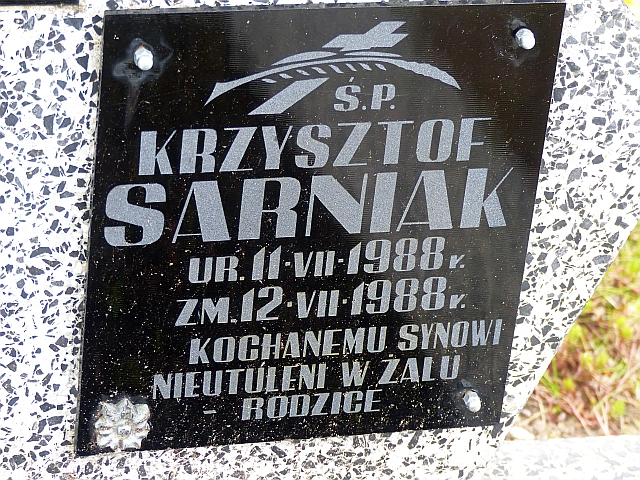 Ś.P.
KRZYSZTOF
SARNIAK
UR. 11-VII-1988 r.
ZM. 12-VII-1988 r.
KOCHANEMU SYNOWI
NIEUTULENI W ŻALU
- RODZICE